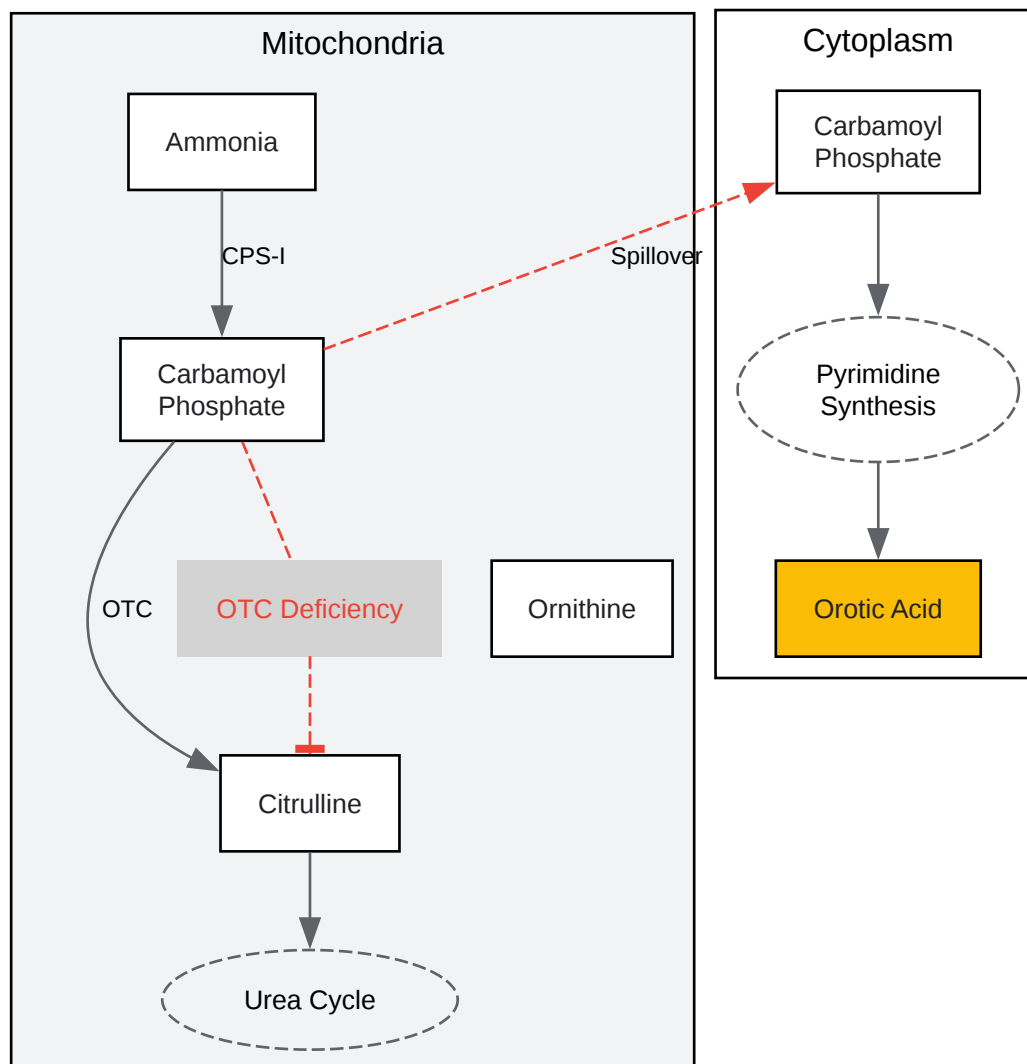 Mitochondria
Cytoplasm
Ammonia
Carbamoyl
Phosphate
CPS-I
Spillover
Carbamoyl
Phosphate
Pyrimidine
Synthesis
OTC
OTC Deficiency
Ornithine
Orotic Acid
Citrulline
Urea Cycle